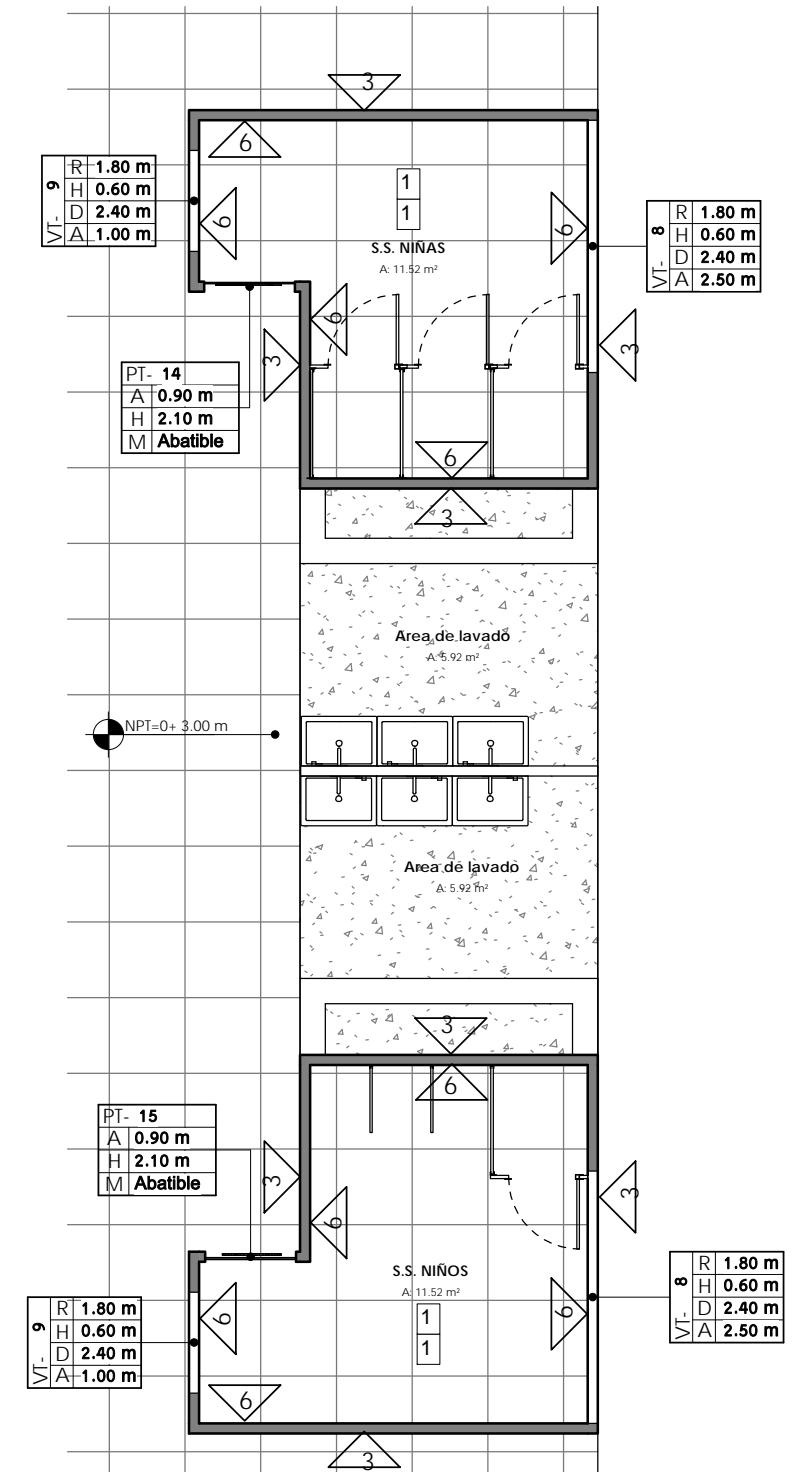 3
6
VT- 9
R 1.80 m
H 0.60 m
D 2.40 m
A 1.00 m
6
1
1
6
VT- 8
R 1.80 m
H 0.60 m
D 2.40 m
A 2.50 m
S.S. NIÑAS
A: 11.52 m²
6
3
3
PT- 14
A 0.90 m
H 2.10 m
M Abatible
6
3
Area de lavado
A: 5.92 m²
NPT=0+ 3.00 m
Area de lavado
A: 5.92 m²
3
6
PT- 15
A 0.90 m
H 2.10 m
M Abatible
3
3
6
S.S. NIÑOS
A: 11.52 m²
1
1
6
6
VT- 8
R 1.80 m
H 0.60 m
D 2.40 m
A 2.50 m
VT- 9
R 1.80 m
H 0.60 m
D 2.40 m
A 1.00 m
6
3